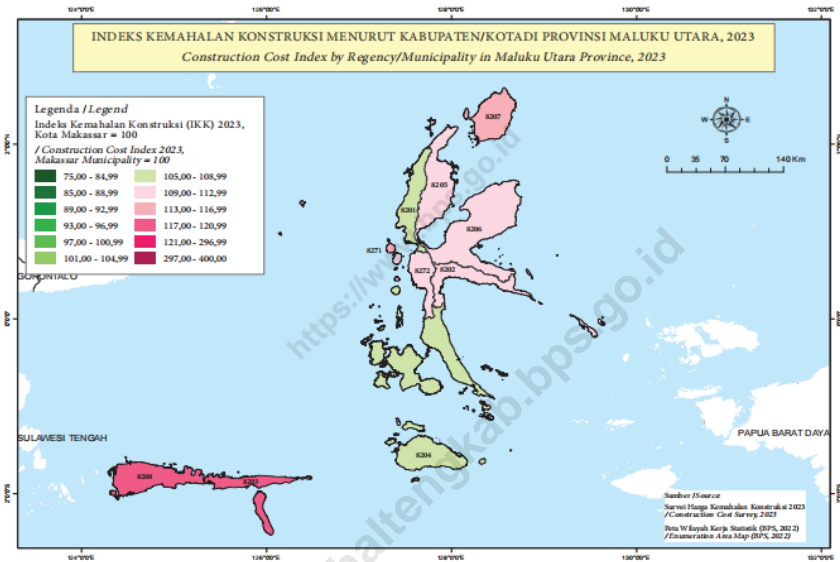 INDEKS KEMAHALAN KONSTRUKSI MENURUT KABUPATEN/KOTADI PROVINSI MALUKU UTARA, 2023
Construction Cost Index by Regency/Municipality in Maluku Utara Province, 2023
Legenda / Legend
Indeks Kemahalan Konstruksi (IKK) 2023,
Kota Makassar = 100
/ Construction Cost Index 2023,
Makassar Municipality = 100
75,00 - 84,99 105,00 - 108,99
85,00 - 88,99 109,00 - 112,99
89,00 - 92,99 113,00 - 116,99
93,00 - 96,99 117,00 - 120,99
97,00 - 100,99 121,00 - 296,99
101,00 - 104,99 297,00 - 400,00
N
W E
S
0 35 70 140 Km
8207
8205
8201
8206
8271
8272 8202
GORONTALO
SULAWESI TENGAH
PAPUA BARAT DAYA
8204
8208 8203
Sumber /Source
Survei Harga Kemahalan Konstruksi 2023
/ Construction Cost Survey, 2023
Peta Wilayah Kerja Statistik (BPS, 2022)
/ Enumeration Area Map (BPS, 2022)